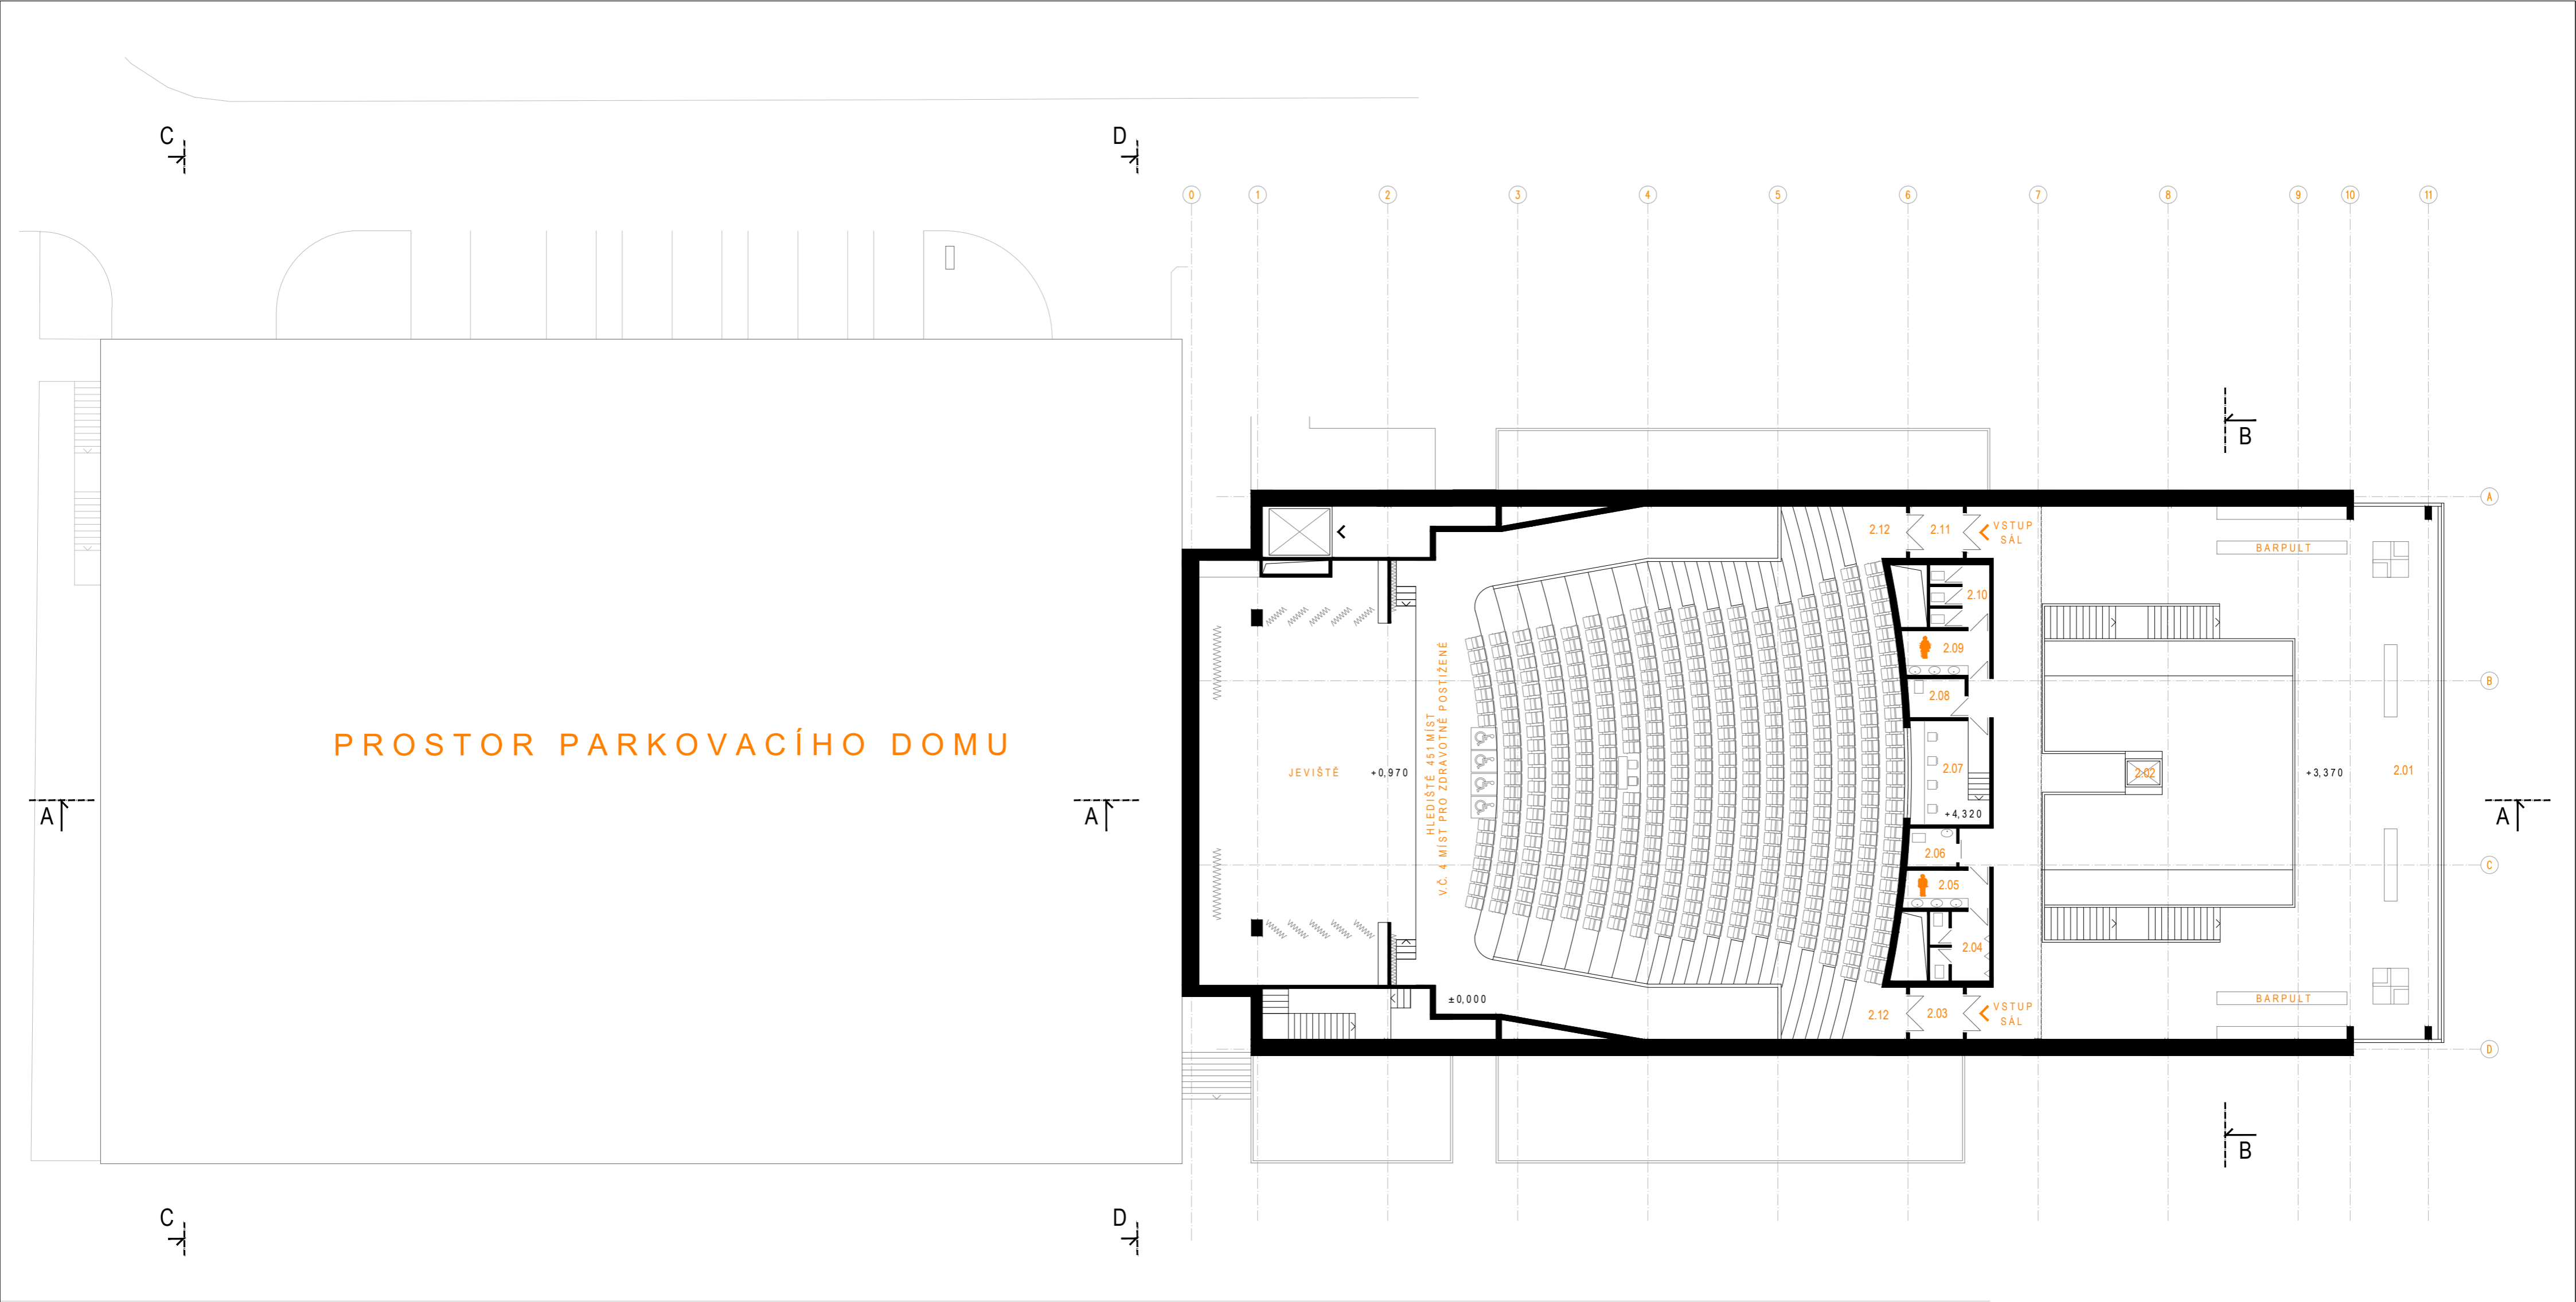 C
D
0 1 2 3 4 5 6 7 8 9 10 11
B
A
2.12 2.11 VSTUP
SÁL
BARPULT
2.10
2.09
B
2.08
PROSTOR PARKOVACÍHO DOMU
JEVIŠTĚ +0,970
HLEDIŠTĚ 451 MÍST
V.Č. 4 MÍST PRO ZDRAVOTNĚ POSTIŽENÉ
2.07
2.02
+3,370
2.01
A
A
A
+4,320
2.06
C
2.05
2.04
±0,000
2.12 2.03 VSTUP
SÁL
BARPULT
D
B
C
D